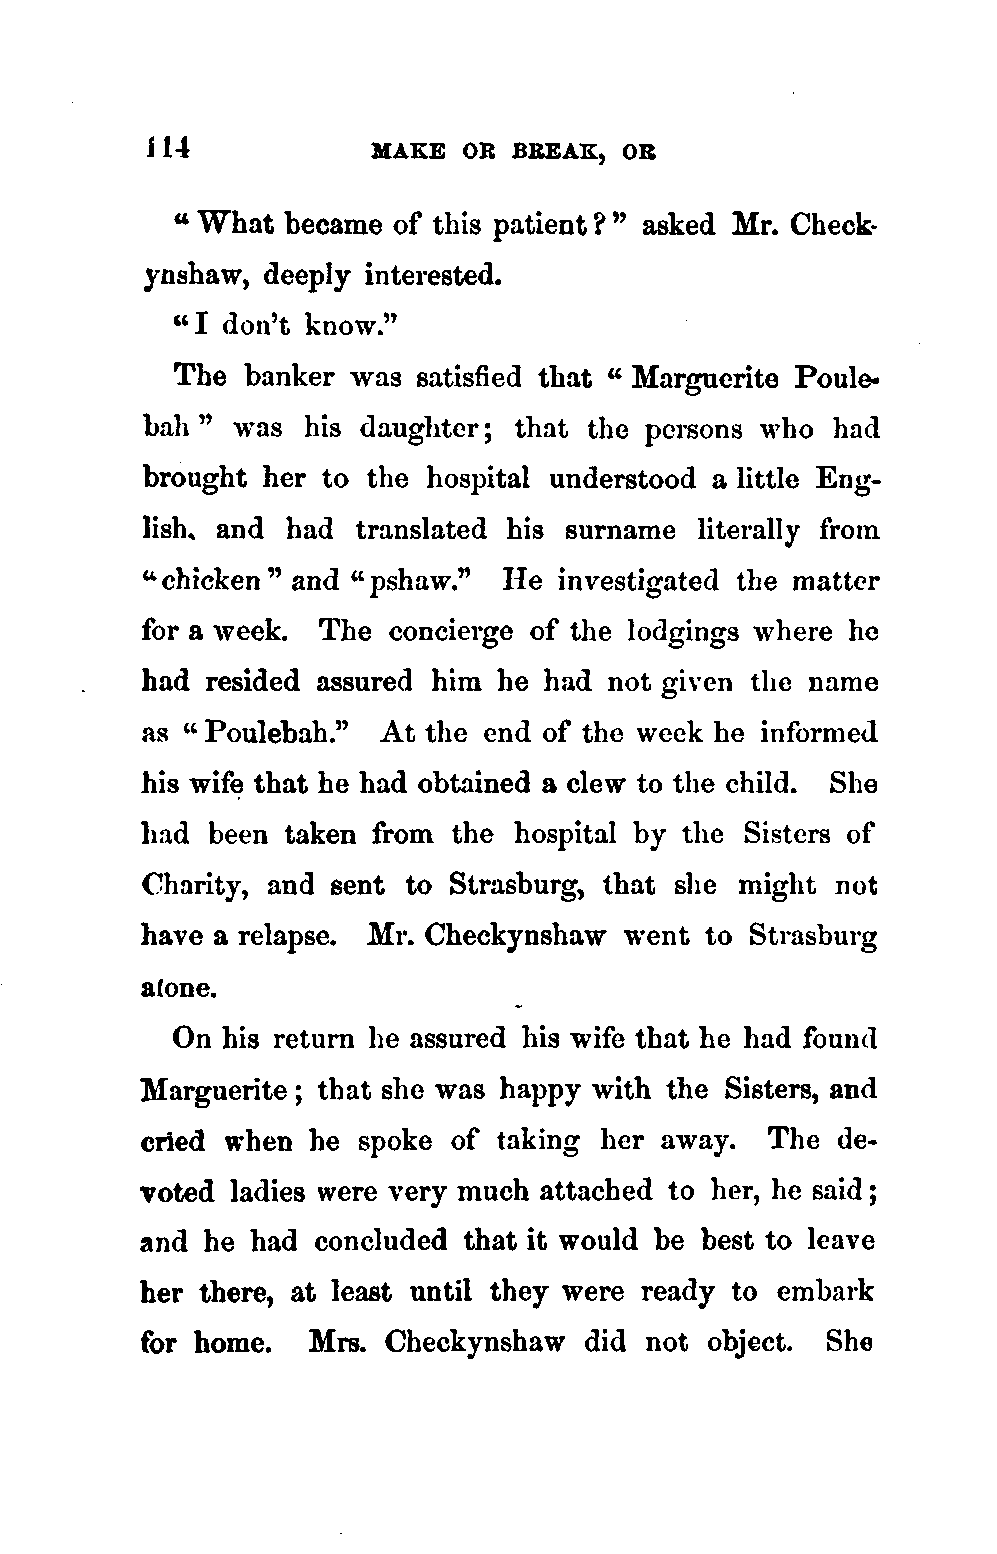 114 MAKE OR BREAK, OR
“What became of this patient?” asked Mr. Check-
ynshaw, deeply interested.
“I don’t know.”
The banker was satisfied that “Marguerite Poule-
bah” was his daughter; that the persons who had
brought her to the hospital understood a little Eng-
lish, and had translated his surname literally from
“chicken” and “pshaw.” He investigated the matter
for a week. The concierge of the lodgings where he
had resided assured him he had not given the name
as “Poulebah.” At the end of the week he informed
his wife that he had obtained a clew to the child. She
had been taken from the hospital by the Sisters of
Charity, and sent to Strasburg, that she might not
have a relapse. Mr. Checkynshaw went to Strasburg
alone.
On his return he assured his wife that he had found
Marguerite; that she was happy with the Sisters, and
cried when he spoke of taking her away. The de-
voted ladies were very much attached to her, he said;
and he had concluded that it would be best to leave
her there, at least until they were ready to embark
for home. Mrs. Checkynshaw did not object. She